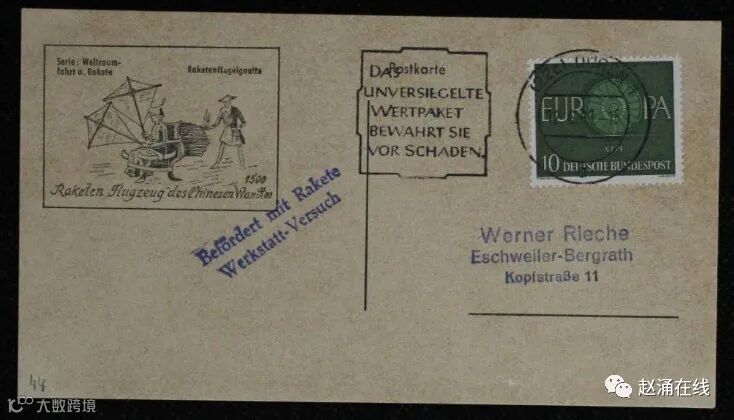 Serie: Weltraum-
fahrt u. Rakete
Raketenflugvignette
1500
Raketen „Flugzeug" des Chinesen Wan Hoo
Befördert mit Rakete
Werkstatt-Versuch
Postkarte
DAS
UNVERSIEGELTE
WERTPAKET
BEWAHRT SIE
VOR SCHADEN
EUROPA
CEPT
10 DEUTSCHE BUNDESPOST
Werner Rieche
Eschweiler-Bergrath
Kopfstraße 11
44
大数跨境
赵涌在线